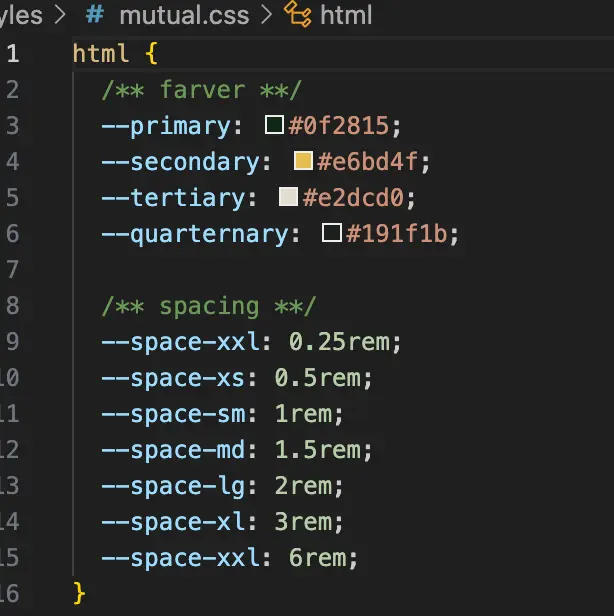 yles > # mutual.css > html
1 html {
2 /** farver **/
3 --primary: #0f2815;
4 --secondary: #e6bd4f;
5 --tertiary: #e2dcd0;
6 --quarternary: #191f1b;
7
8 /** spacing **/
9 --space-xxl: 0.25rem;
10 --space-xs: 0.5rem;
11 --space-sm: 1rem;
12 --space-md: 1.5rem;
13 --space-lg: 2rem;
14 --space-xl: 3rem;
15 --space-xxl: 6rem;
16 }